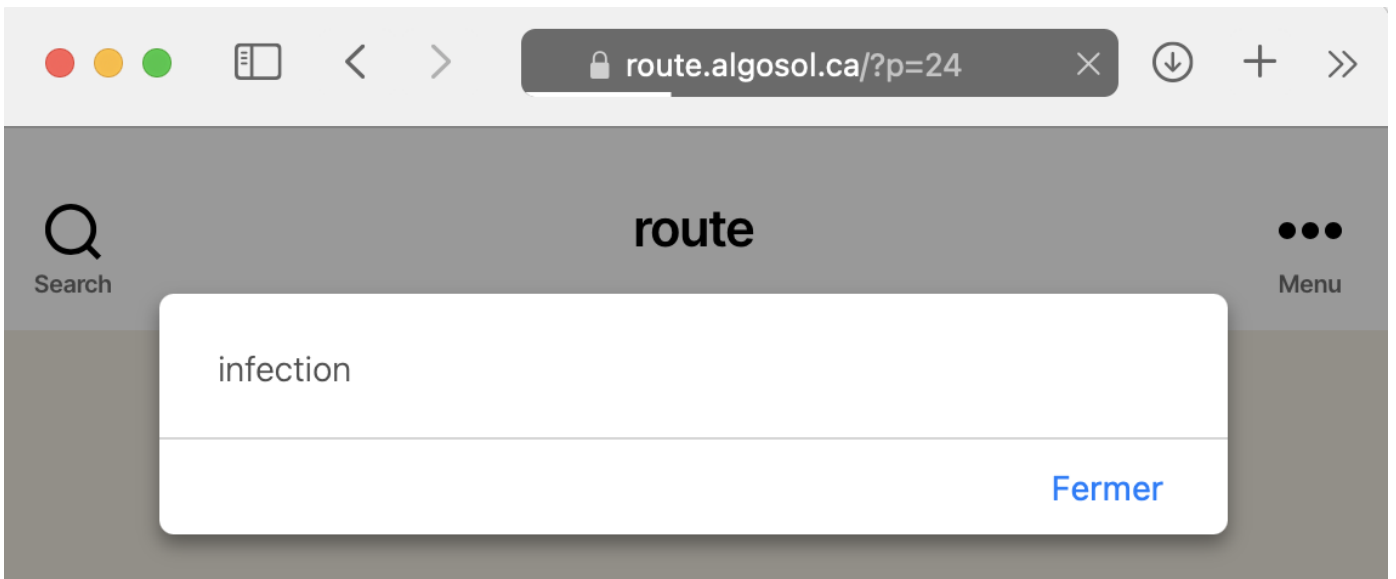 route.algosol.ca/?p=24
route
Search
Menu
infection
Fermer